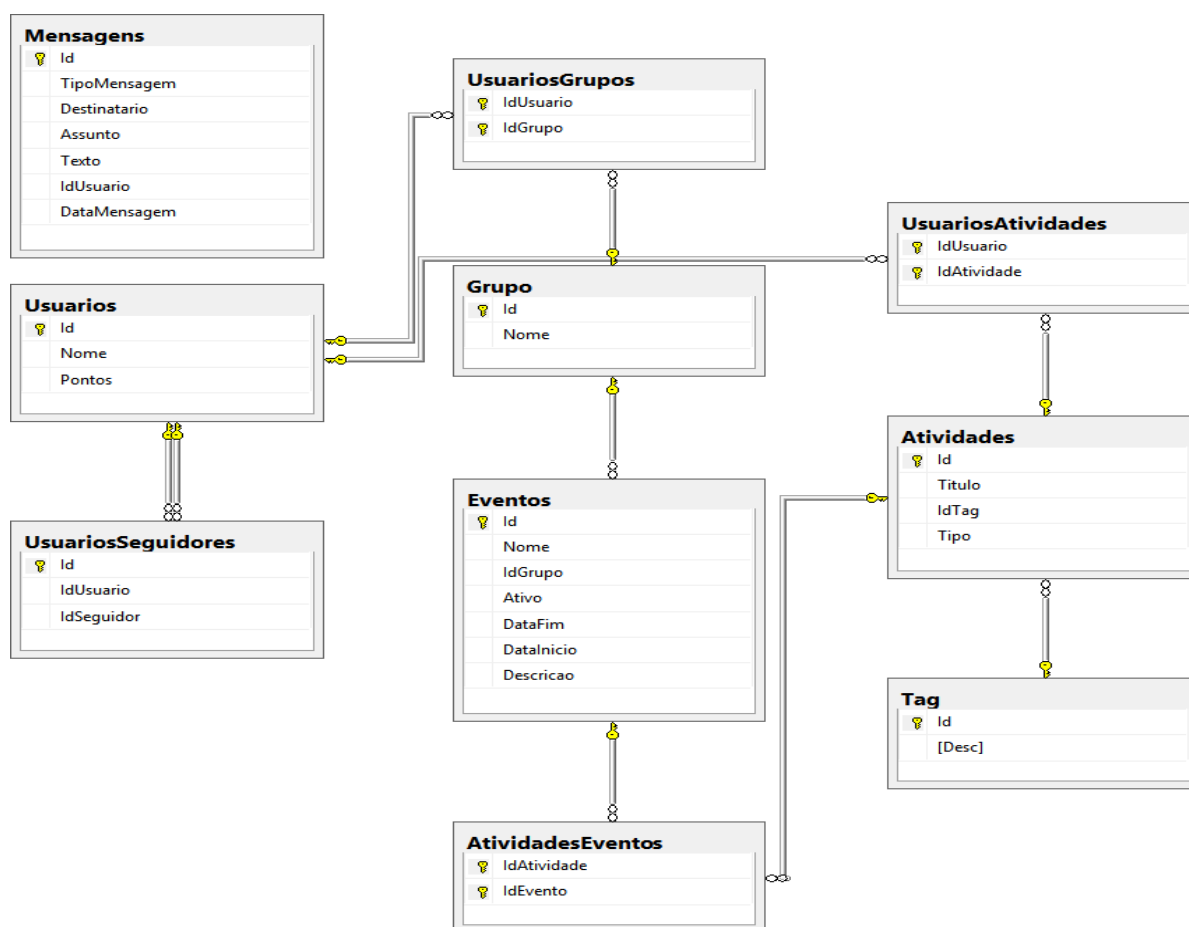 Mensagens
Id
TipoMensagem
Destinatario
Assunto
Texto
IdUsuario
DataMensagem
Usuarios
Id
Nome
Pontos
UsuariosSeguidores
Id
IdUsuario
IdSeguidor
UsuariosGrupos
IdUsuario
IdGrupo
Grupo
Id
Nome
Eventos
Id
Nome
IdGrupo
Ativo
DataFim
DataInicio
Descricao
AtividadesEventos
IdAtividade
IdEvento
UsuariosAtividades
IdUsuario
IdAtividade
Atividades
Id
Titulo
IdTag
Tipo
Tag
Id
[Desc]